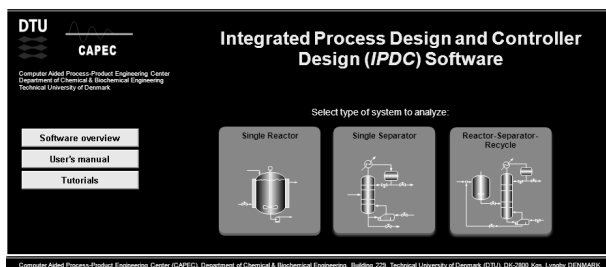 DTU
CAPEC
Computer Aided Process-Product Engineering Center
Department of Chemical & Biochemical Engineering
Technical University of Denmark
Integrated Process Design and Controller
Design (IPDC) Software
Select type of system to analyze:
Software overview
User's manual
Tutorials
Single Reactor
Single Separator
Reactor-Separator-
Recycle
Computer Aided Process-Product Engineering Center (CAPEC), Department of Chemical & Biochemical Engineering, Building 229, Technical University of Denmark (DTU), DK-2800 Kgs. Lyngby, DENMARK